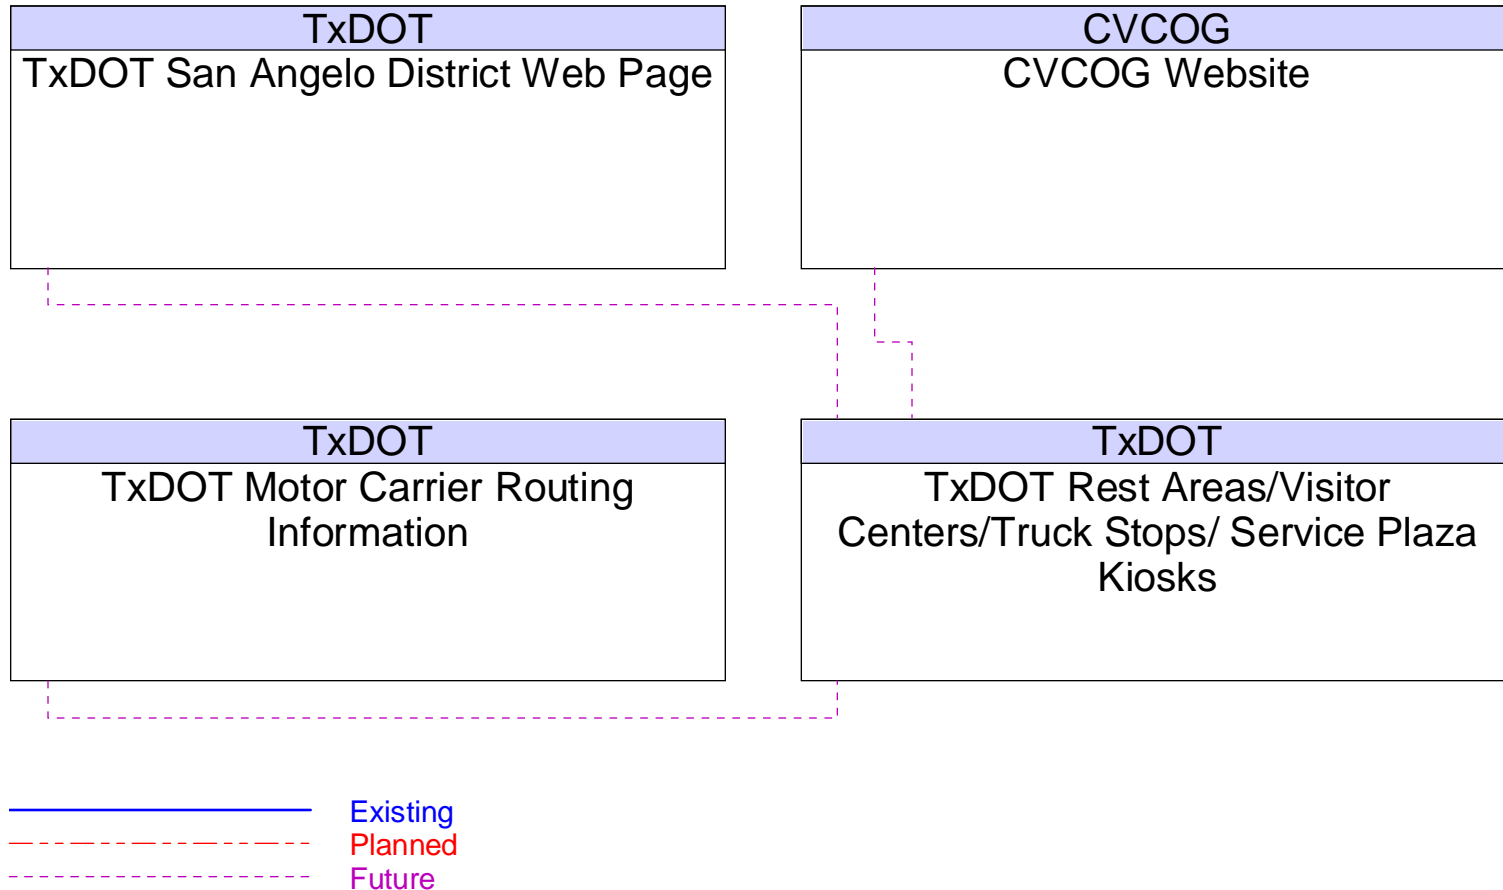 TxDOT
TxDOT San Angelo District Web Page
CVCOG
CVCOG Website
TxDOT
TxDOT Motor Carrier Routing
Information
TxDOT
TxDOT Rest Areas/Visitor
Centers/Truck Stops/ Service Plaza
Kiosks
Existing
Planned
Future